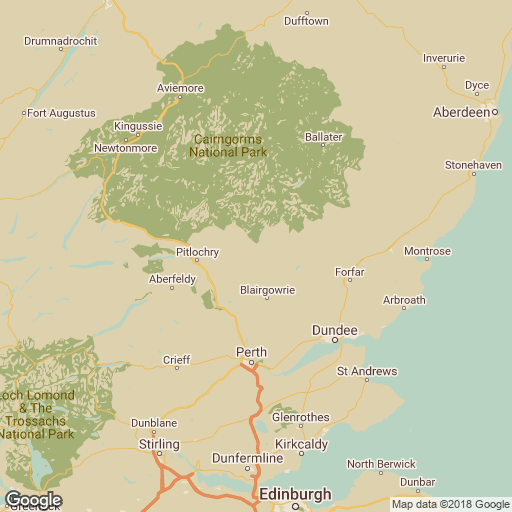 Dufftown
Drumnadrochit
Inverurie
Dyce
Aviemore
Fort Augustus
Aberdeen
Kingussie
Cairngorms
National Park
Ballater
Newtonmore
Stonehaven
Pitlochry
Montrose
Forfar
Aberfeldy
Blairgowrie
Arbroath
Dundee
Perth
Crieff
St Andrews
Loch Lomond
& The
Trossachs
National Park
Glenrothes
Dunblane
Stirling
Kirkcaldy
Dunfermline
North Berwick
Dunbar
Edinburgh
Google
Greenock
Google
Map data ©2018 Google